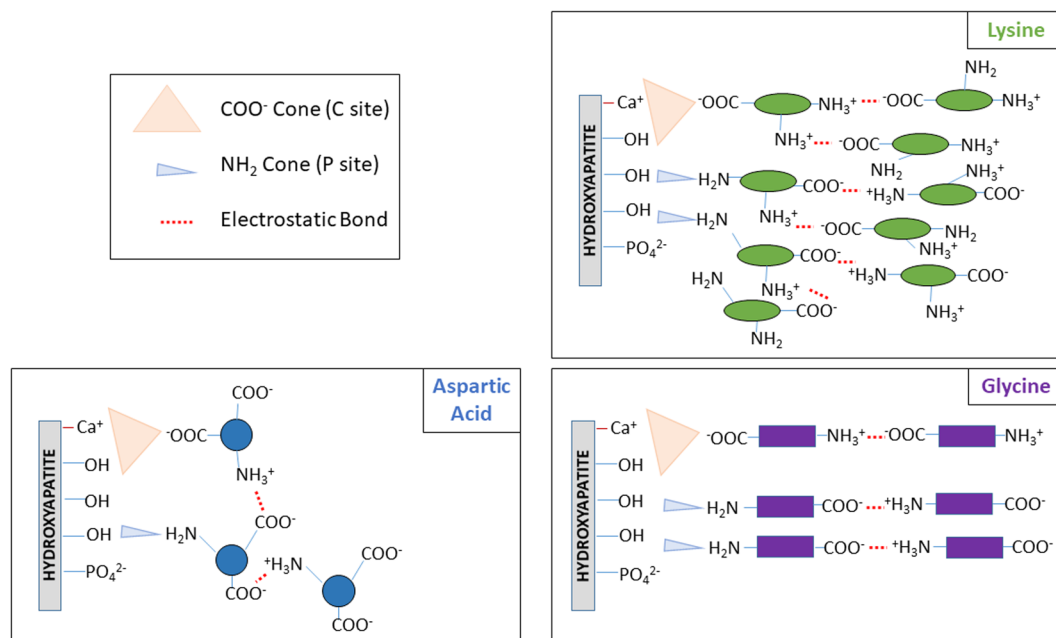 COO⁻ Cone (C site)
NH₂ Cone (P site)
Electrostatic Bond
Lysine
HYDROXYAPATITE
Ca⁺
OH
OH
OH
PO₄²⁻
⁻OOC
NH₃⁺
NH₃⁺
⁻OOC
NH₂
NH₃⁺
⁻OOC
NH₃⁺
NH₂
H₂N
COO⁻
NH₃⁺
⁺H₃N
NH₃⁺
COO⁻
H₂N
COO⁻
NH₃⁺
⁻OOC
NH₂
NH₃⁺
⁺H₃N
COO⁻
NH₃⁺
H₂N
COO⁻
NH₂
Aspartic
Acid
HYDROXYAPATITE
Ca⁺
OH
OH
OH
PO₄²⁻
COO⁻
⁻OOC
NH₃⁺
COO⁻
H₂N
COO⁻
⁺H₃N
COO⁻
COO⁻
Glycine
HYDROXYAPATITE
Ca⁺
OH
OH
OH
PO₄²⁻
⁻OOC NH₃⁺ ⁻OOC NH₃⁺
H₂N COO⁻ ⁺H₃N COO⁻
H₂N COO⁻ ⁺H₃N COO⁻